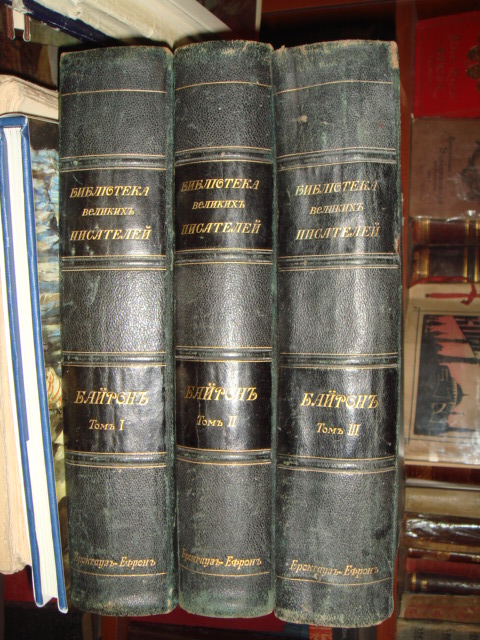 БИБЛІОТЕКА
ВЕЛИКИХЪ
ПИСАТЕЛЕЙ
БАЙРОНЪ
Томъ I
Брокгаузъ-Ефронъ
БИБЛІОТЕКА
ВЕЛИКИХЪ
ПИСАТЕЛЕЙ
БАЙРОНЪ
Томъ II
Брокгаузъ-Ефронъ
БИБЛІОТЕКА
ВЕЛИКИХЪ
ПИСАТЕЛЕЙ
БАЙРОНЪ
Томъ III
Брокгаузъ-Ефронъ